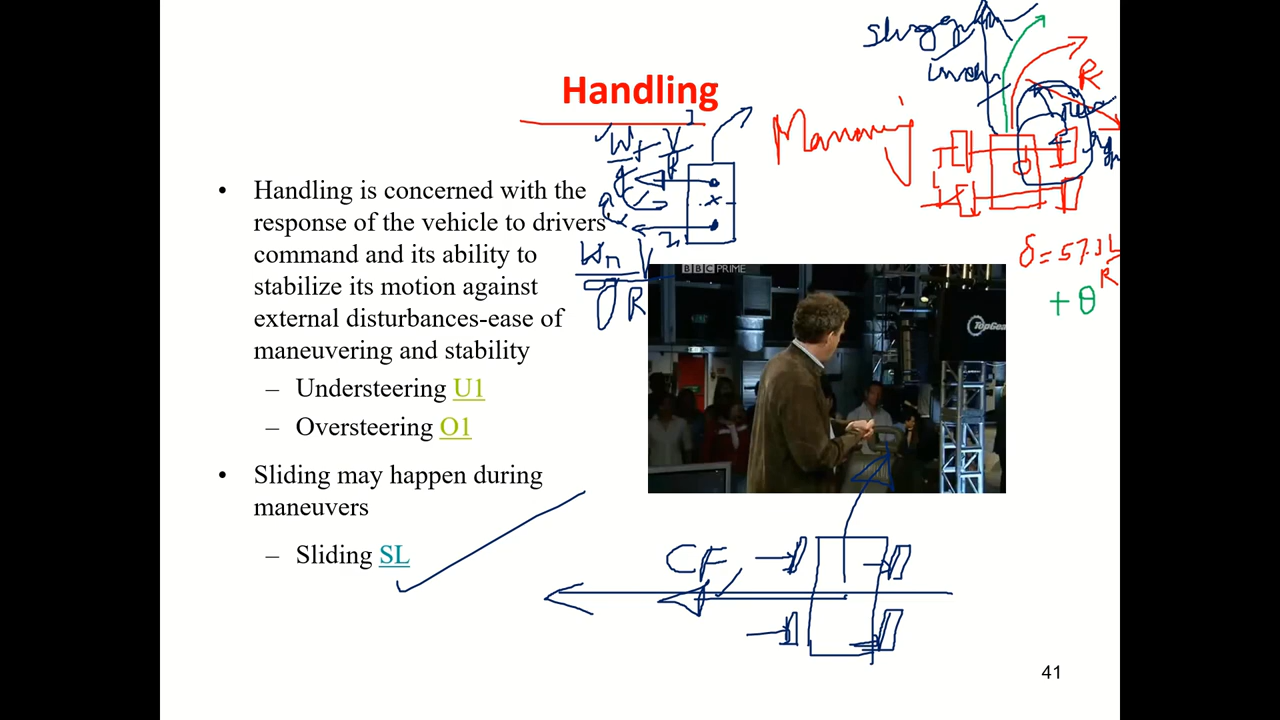 Handling
• Handling is concerned with the
response of the vehicle to drivers
command and its ability to
stabilize its motion against
external disturbances-ease of
maneuvering and stability
– Understeering U1
– Oversteering O1
• Sliding may happen during
maneuvers
– Sliding SL
R
δ = 57.3 L
R
+ θ
BBC PRIME
TopGear
CF
41